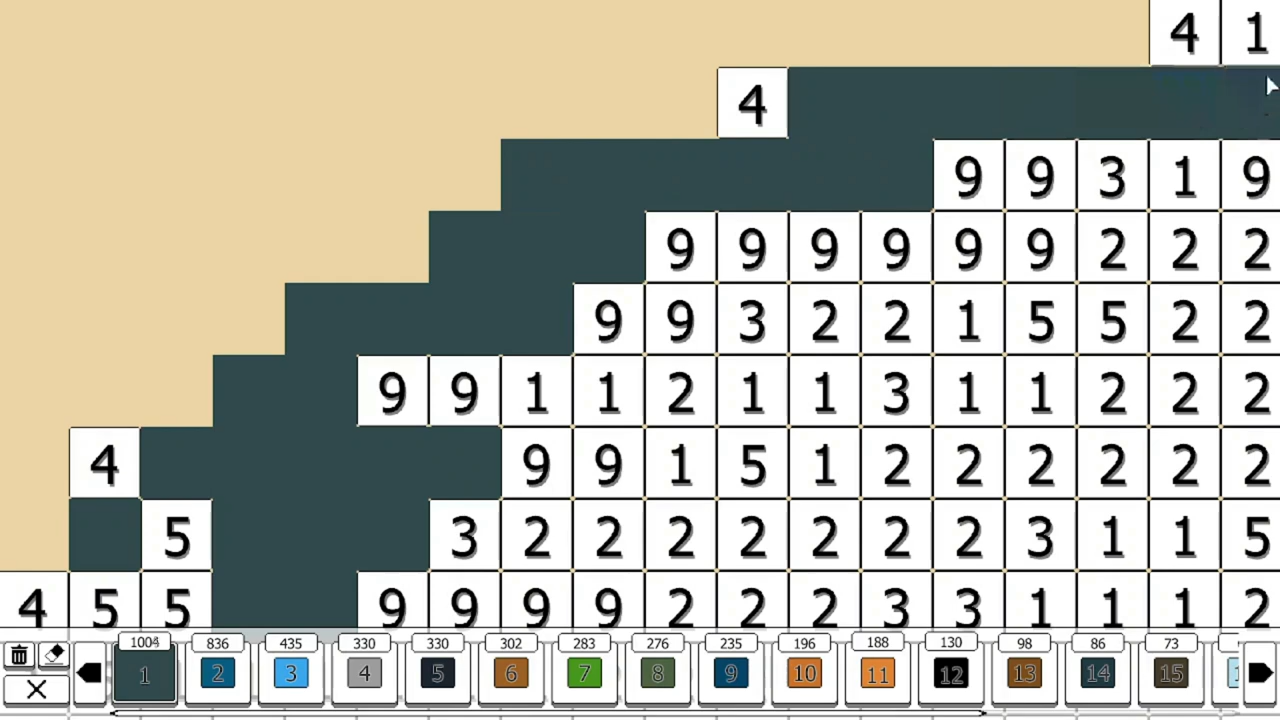 4 1
4
9 9 3 1 9
9 9 9 9 9 9 2 2 2
9 9 3 2 2 1 5 5 2 2
9 9 1 1 2 1 1 3 1 1 2 2 2
4 9 9 1 5 1 2 2 2 2 2 2
5 3 2 2 2 2 2 2 2 3 1 1 5
4 5 5 9 9 9 9 2 2 2 3 3 1 1 1 2
1004 836 435 330 330 302 283 276 235 196 188 130 98 86 73
1 2 3 4 5 6 7 8 9 10 11 12 13 14 15